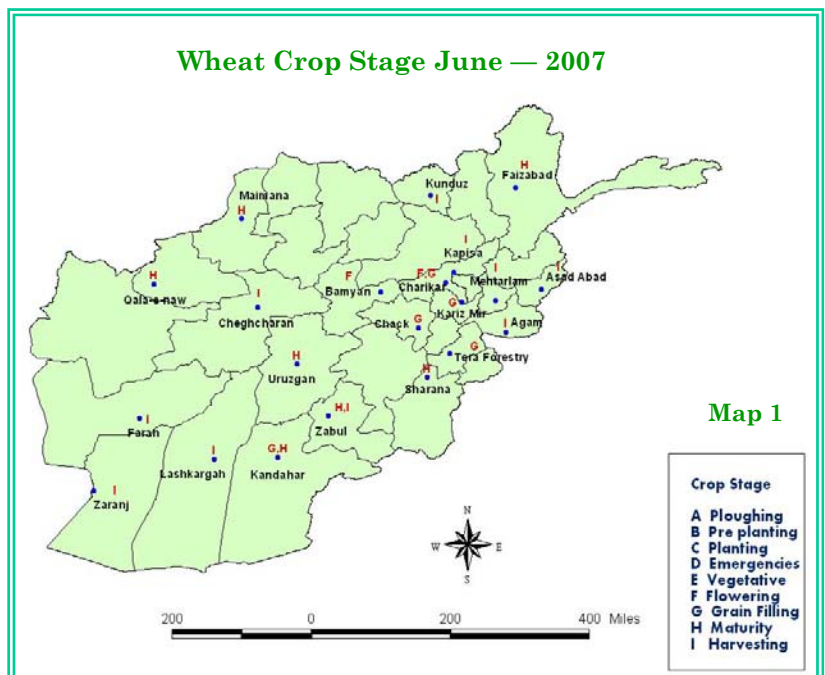 Wheat Crop Stage June — 2007
H
Faizabad
Kunduz
I
Maimana
H
I
Kapisa
H
Qala-e-naw
F
Bamyan
F;G
Charikar
I
Mehtarlam
I
Asad Abad
I
Cheghcharan
G
Kariz Mir
G
Chack
I Agam
G
Tera Forestry
H
Uruzgan
H
Sharana
H,I
Zabul
I
Farah
I
Lashkargah
G,H
Kandahar
I
Zaranj
Map 1
N
W E
S
200 0 200 400 Miles
Crop Stage
A Ploughing
B Pre planting
C Planting
D Emergencies
E Vegetative
F Flowering
G Grain Filling
H Maturity
I Harvesting